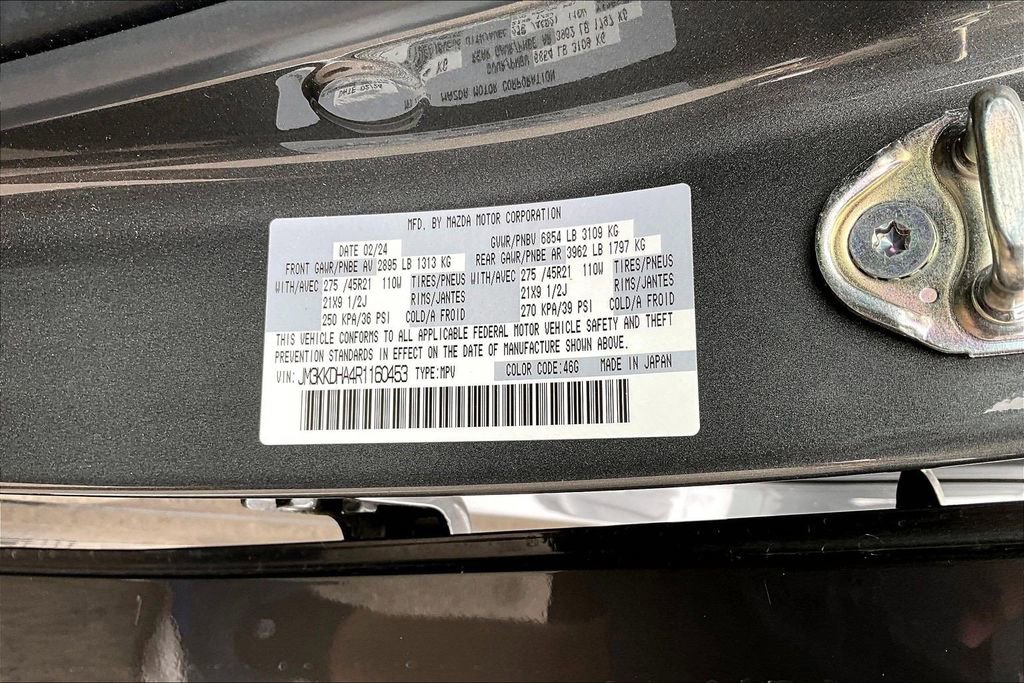 MFD. BY MAZDA MOTOR CORPORATION
DATE 02/24 GVWR/PNBV 6854 LB 3109 KG
FRONT GAWR/PNBE AV 2895 LB 1313 KG REAR GAWR/PNBE AR 3962 LB 1797 KG
WITH/AVEC 275 /45R21 110W TIRES/PNEUS WITH/AVEC 275 /45R21 110W TIRES/PNEUS
21X9 1/2J RIMS/JANTES 21X9 1/2J RIMS/JANTES
250 KPA/36 PSI COLD/A FROID 270 KPA/39 PSI COLD/A FROID
THIS VEHICLE CONFORMS TO ALL APPLICABLE FEDERAL MOTOR VEHICLE SAFETY AND THEFT
PREVENTION STANDARDS IN EFFECT ON THE DATE OF MANUFACTURE SHOWN ABOVE.
VIN: JM3KKDHA4R1160453 TYPE:MPV COLOR CODE:46G MADE IN JAPAN